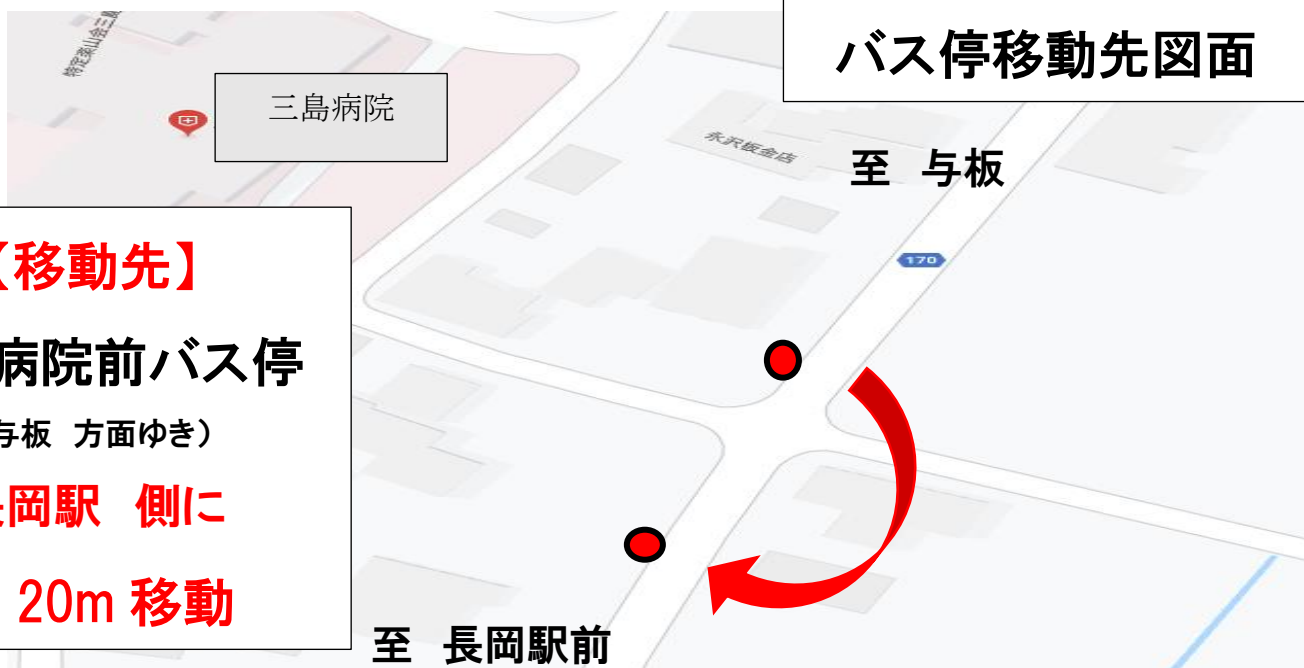 バス停移動先図面
三島病院
永沢板金店
至 与板
170
【移動先】
病院前バス停
与板 方面ゆき）
長岡駅 側に
20m 移動
至 長岡駅前